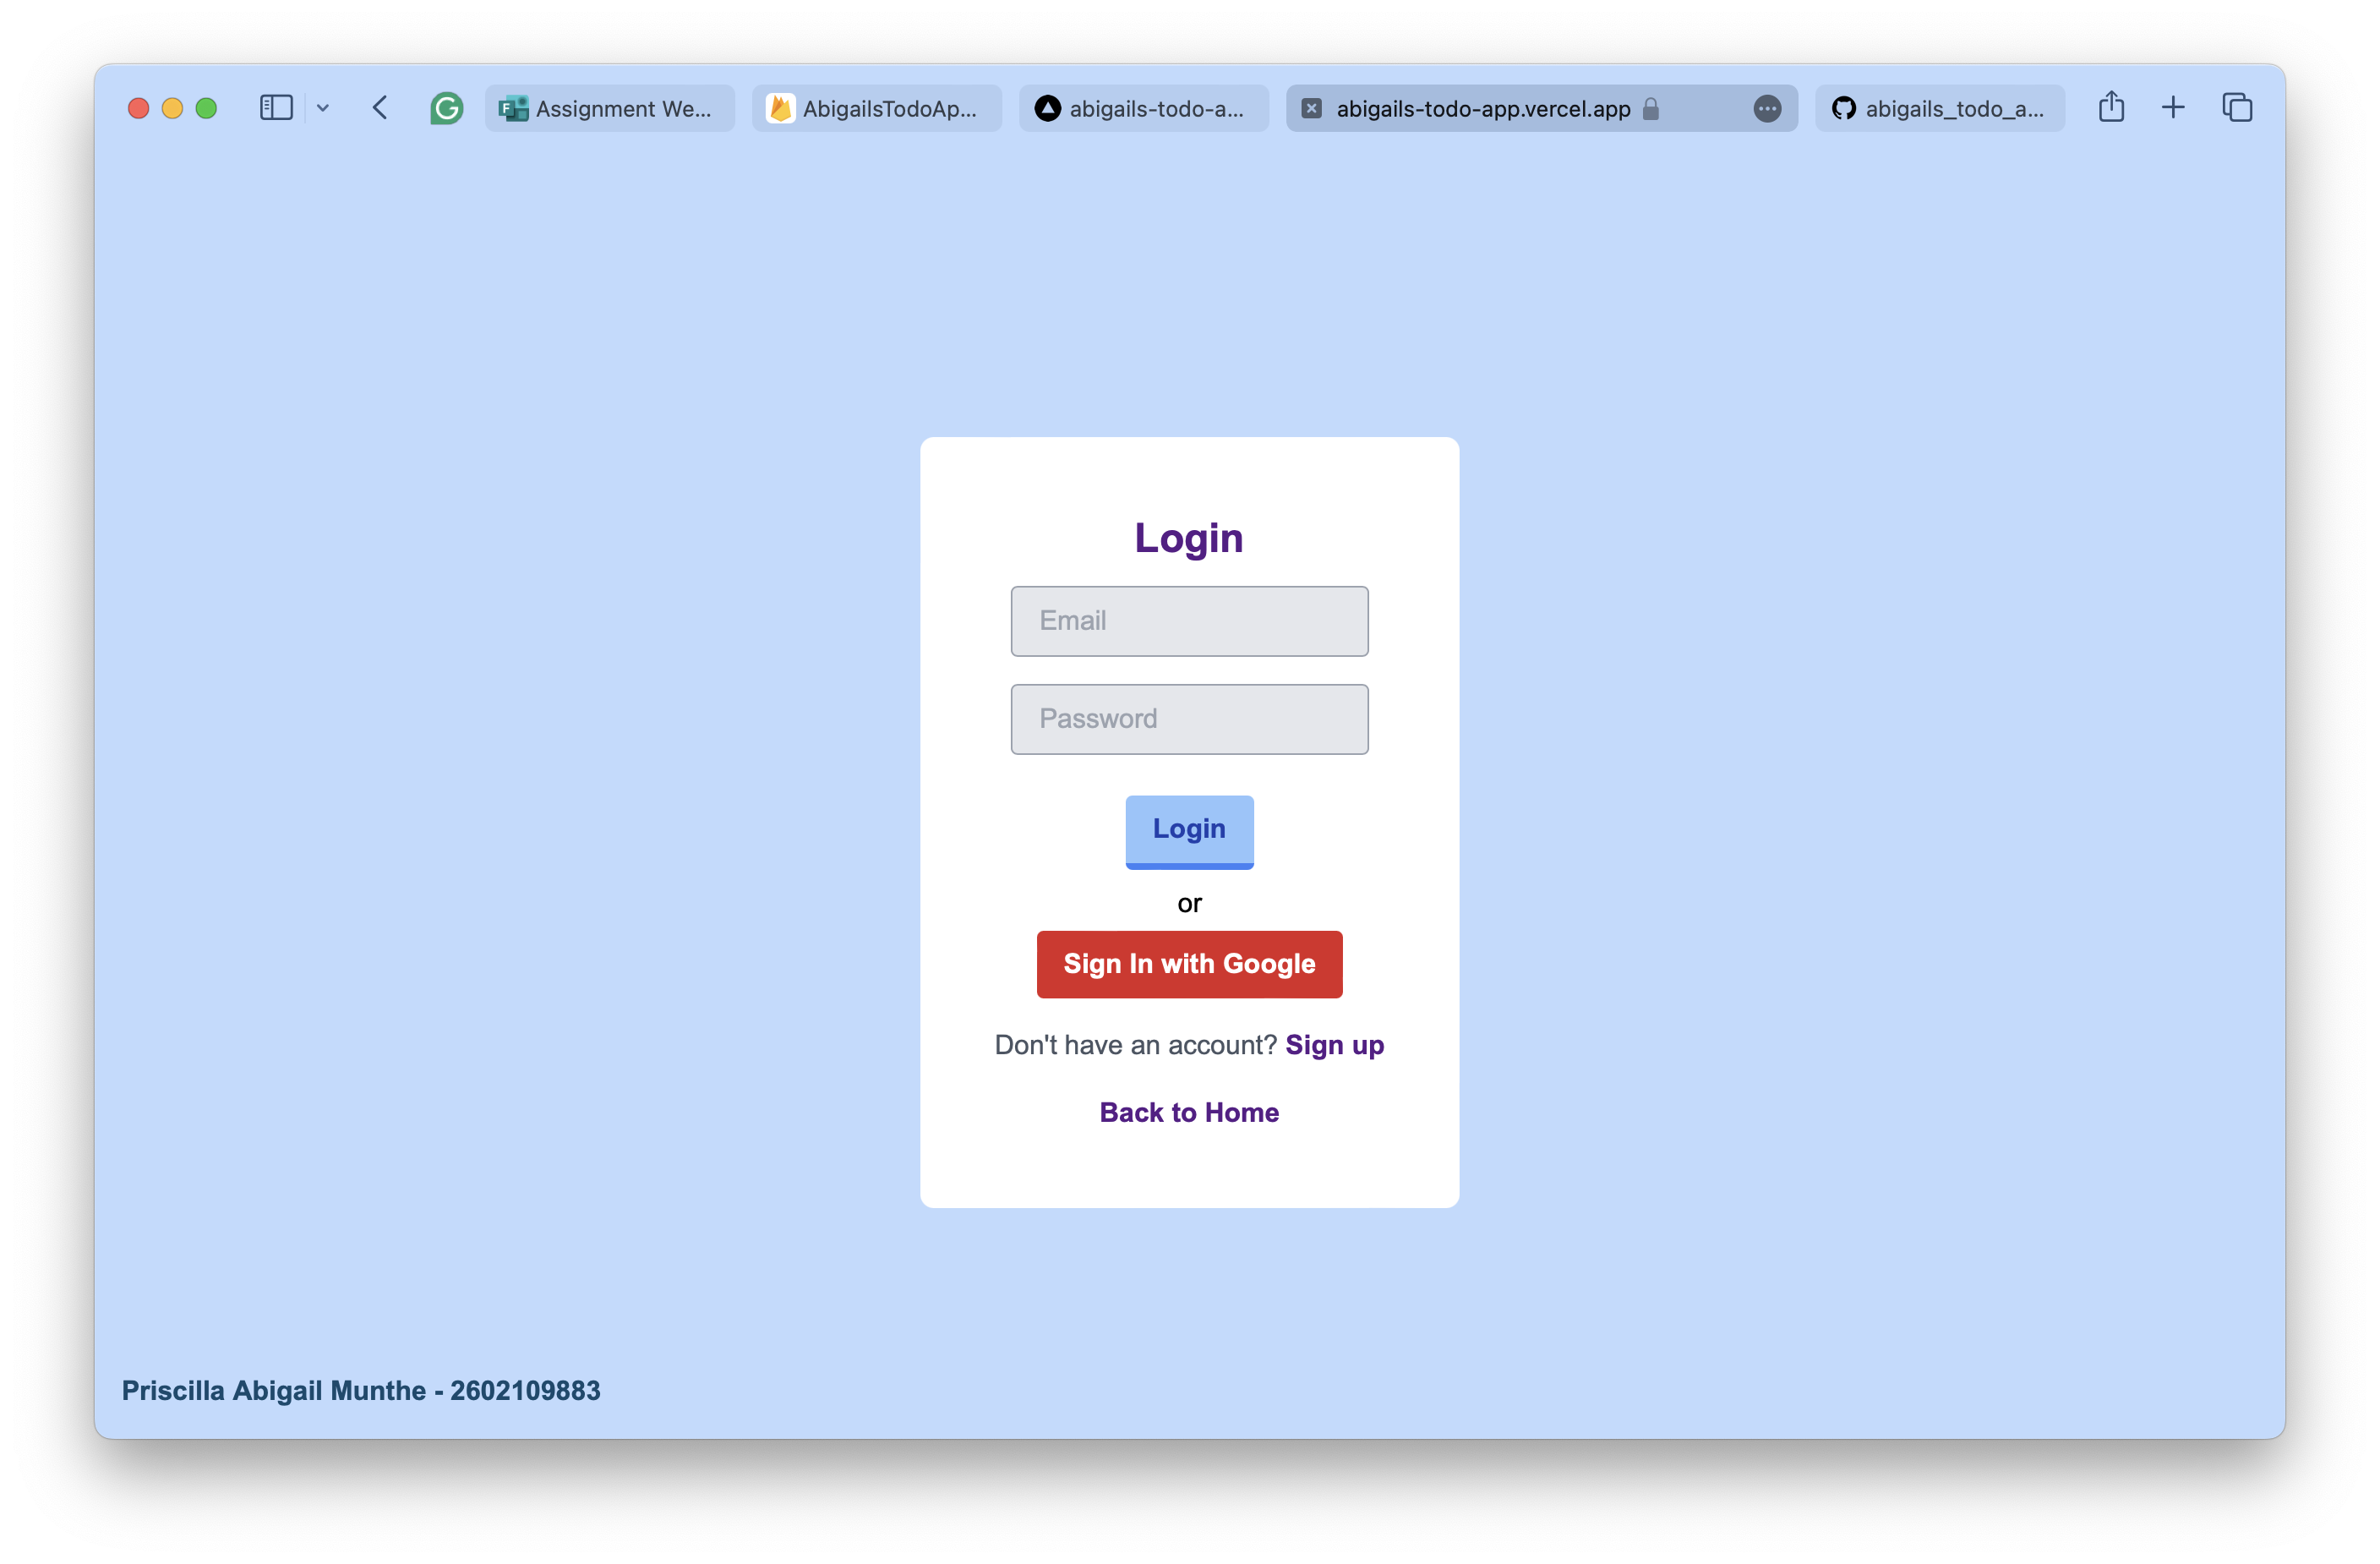 Assignment We...
AbigailsTodoAp...
abigails-todo-a...
abigails-todo-app.vercel.app
abigails_todo_a...
Login
Email
Password
Login
or
Sign In with Google
Don't have an account? Sign up
Back to Home
Priscilla Abigail Munthe - 2602109883